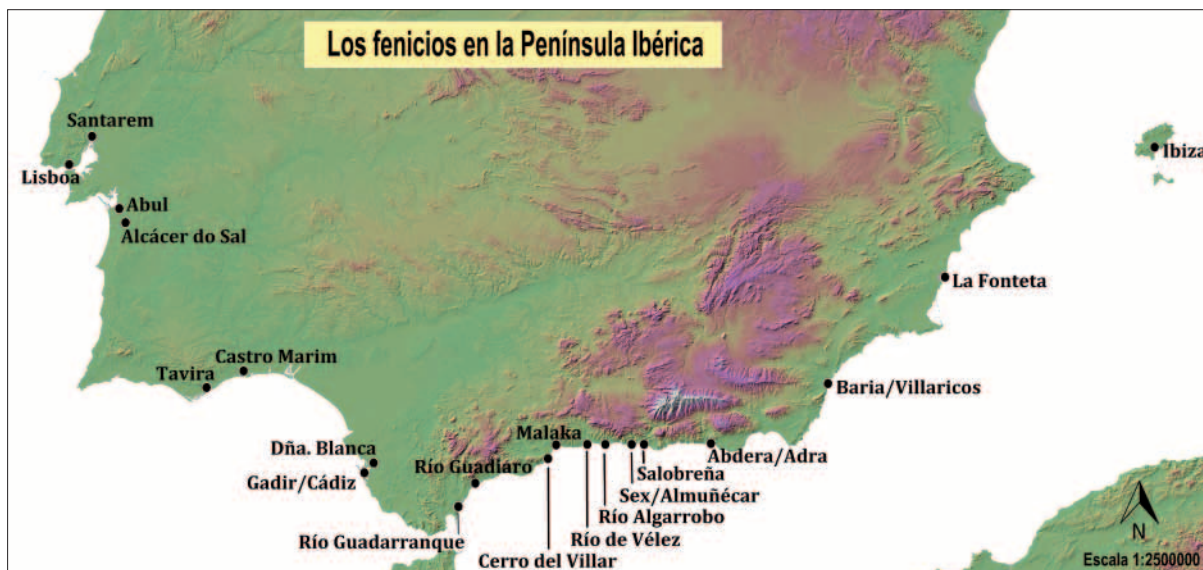 Los fenicios en la Península Ibérica
Santarem
Lisboa
Ibiza
Abul
Alcácer do Sal
La Fonteta
Castro Marim
Tavira
Baria/Villaricos
Dña. Blanca
Malaka
Gadir/Cádiz
Río Guadiaro
Abdera/Adra
Salobreña
Sex/Almuñécar
Río Algarrobo
Río Guadarranque
Río de Vélez
Cerro del Villar
N
Escala 1:2500000